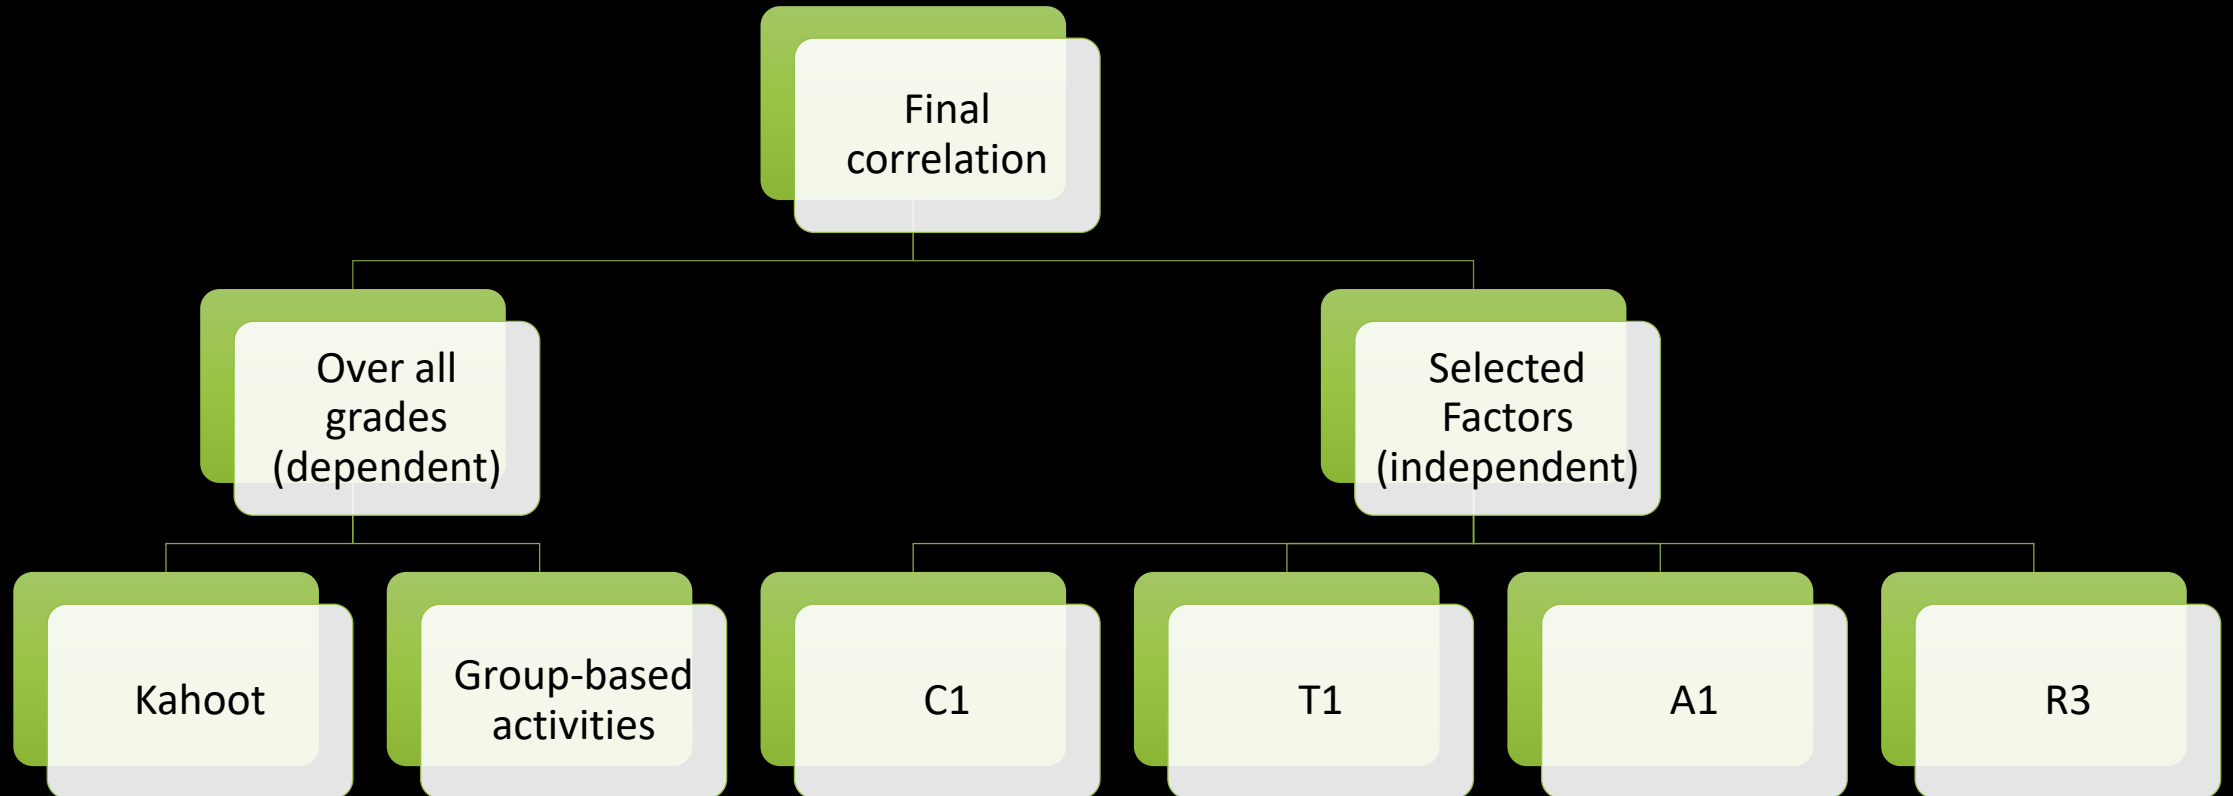 Final
correlation
Over all
grades
(dependent)
Selected
Factors
(independent)
Kahoot
Group-based
activities
C1
T1
A1
R3